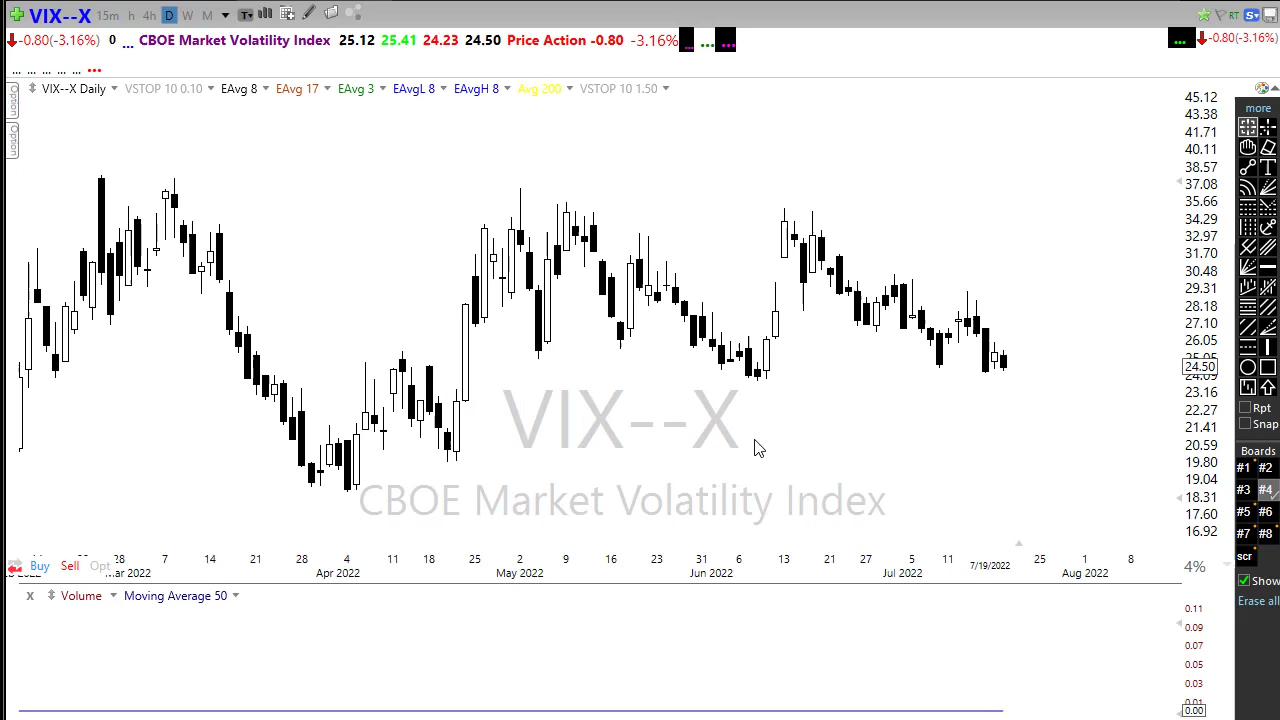 VIX--X 15m h 4h D W M T
RT S
-0.80(-3.16%) 0 ... CBOE Market Volatility Index 25.12 25.41 24.23 24.50 Price Action -0.80 -3.16% ... ... ... ... -0.80(-3.16%)
... ... ... ... ... ...
VIX--X Daily VSTOP 10 0.10 EAvg 8 EAvg 17 EAvg 3 EAvgL 8 EAvgH 8 Avg 200 VSTOP 10 1.50
Option
Option
45.12
43.38
41.71
40.11
38.57
37.08
35.66
34.29
32.97
31.70
30.48
29.31
28.18
27.10
26.05
24.50
23.16
22.27
21.41
20.59
19.80
19.04
18.31
17.60
16.92
more
Rpt
Snap
Boards
#1 #2
#3 #4
#5 #6
#7 #8
scr
Show
Erase all
VIX--X
CBOE Market Volatility Index
28 7 14 21 28 4 11 18 25 2 9 16 23 31 6 13 21 27 5 11 25 1 8
Mar 2022 Apr 2022 May 2022 Jun 2022 Jul 2022 7/19/2022 Aug 2022
Buy Sell Opt
4%
X Volume Moving Average 50
0.11
0.09
0.07
0.05
0.03
0.01
0.00